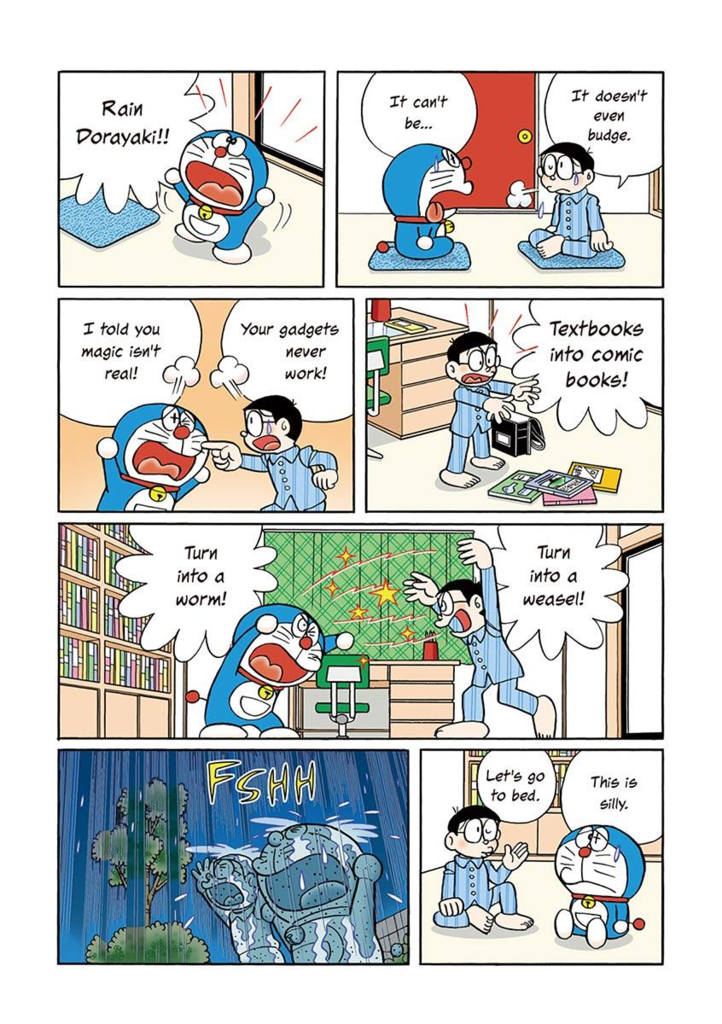 Rain
Dorayaki!!
It can't
be...
It doesn't
even
budge.
I told you
magic isn't
real!
Your gadgets
never
work!
Textbooks
into comic
books!
Turn
into a
worm!
Turn
into a
weasel!
FSHH
Let's go
to bed.
This is
silly.